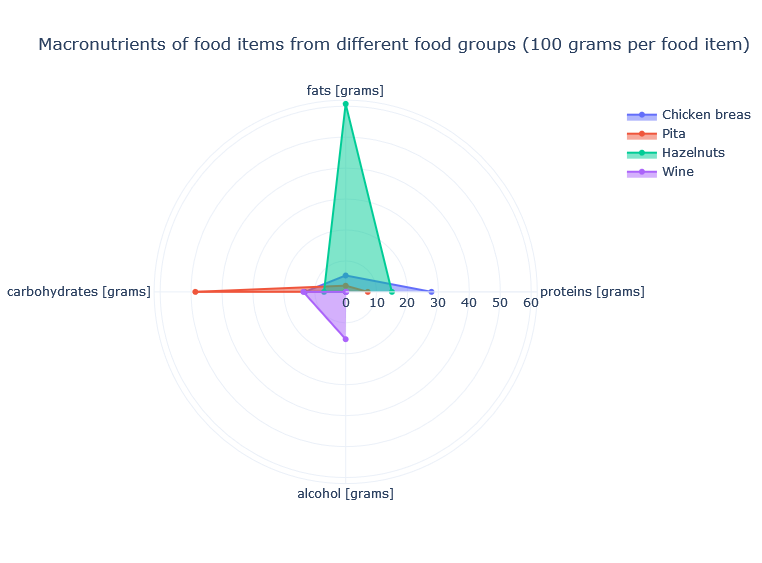 Macronutrients of food items from different food groups (100 grams per food item)
fats [grams]
Chicken breas
Pita
Hazelnuts
Wine
carbohydrates [grams]
proteins [grams]
0 10 20 30 40 50 60
alcohol [grams]